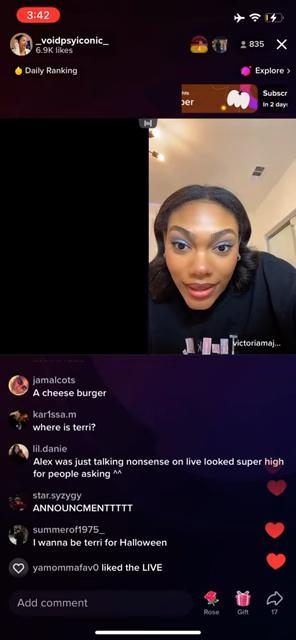 3:42
_voidpsyiconic_
6.9K likes
835
Daily Ranking
Explore >
per
Subscr
In 2 day
victoriamaj...
jamalcots
A cheese burger
kar1ssa.m
where is terri?
lil.danie
Alex was just talking nonsense on live looked super high
for people asking ^^
star.syzygy
ANNOUNCMENTTTTT
summerof1975_
I wanna be terri for Halloween
yamommafav0 liked the LIVE
Add comment
Rose
Gift
17